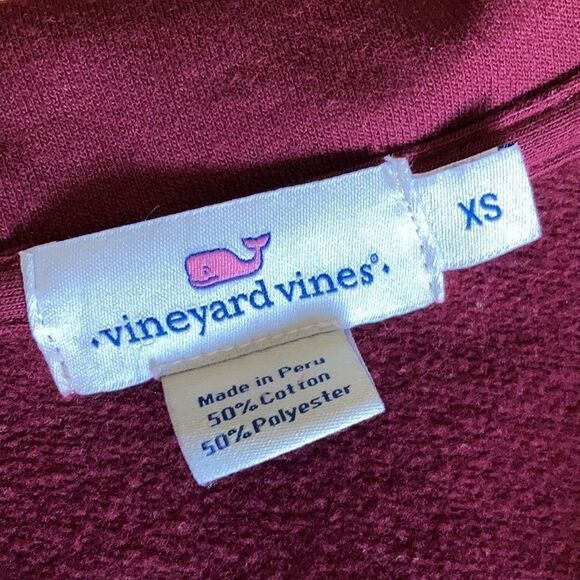 vineyard vines®
XS
Made in Peru
50% Cotton
50% Polyester